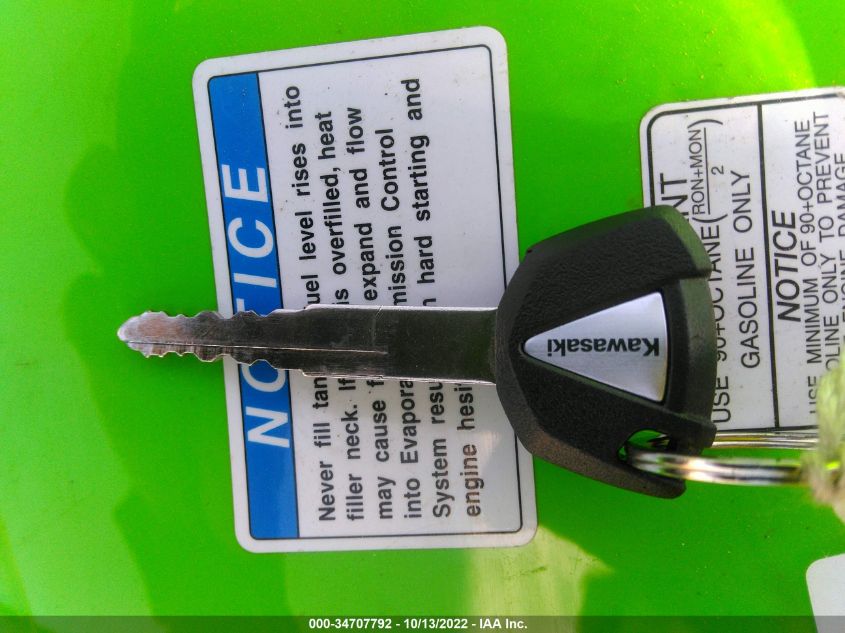 NOTICE
Never fill tan uel level rises into
filler neck. If is overfilled, heat
may cause f expand and flow
into Evapora mission Control
System resu n hard starting and
engine hesi
Kawasaki
NT
USE 90+OCTANE(RON+MON)
2
GASOLINE ONLY
NOTICE
USE MINIMUM OF 90+OCTANE
OLINE ONLY TO PREVENT
ENGINE DAMAGE
000-34707792 - 10/13/2022 - IAA Inc.